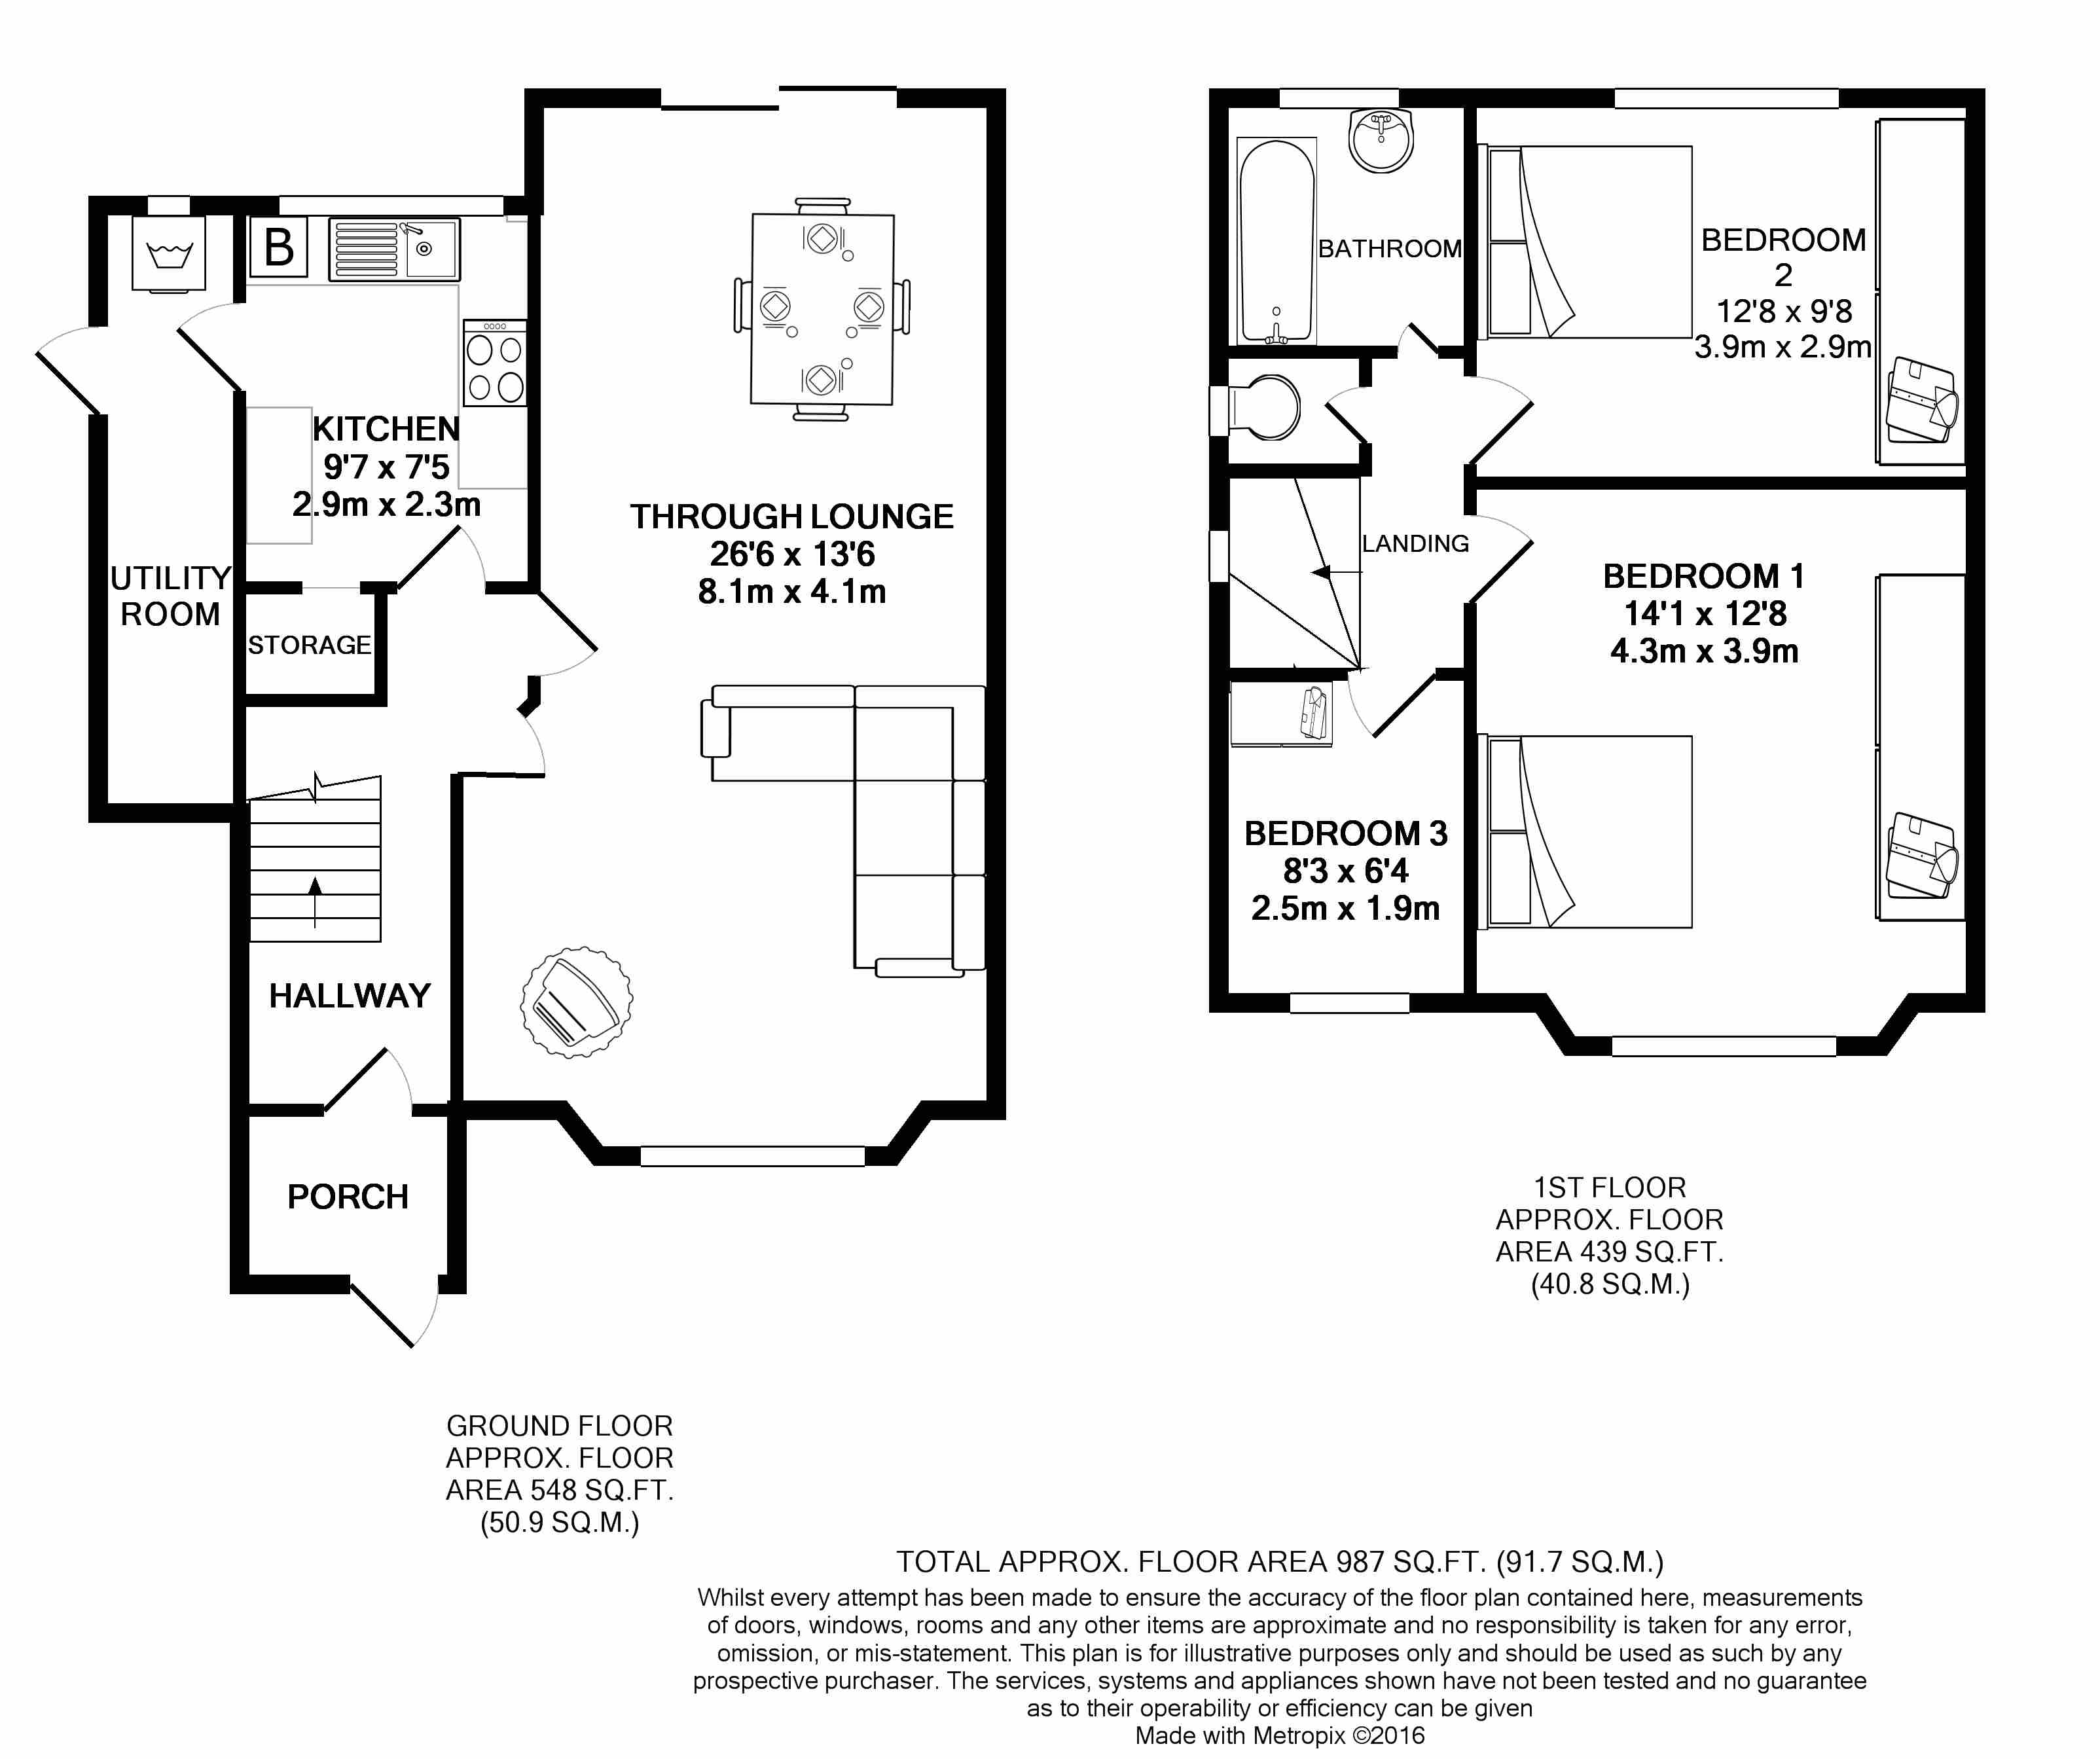 B
KITCHEN
9'7 x 7'5
2.9m x 2.3m
UTILITY
ROOM
STORAGE
THROUGH LOUNGE
26'6 x 13'6
8.1m x 4.1m
HALLWAY
PORCH
GROUND FLOOR
APPROX. FLOOR
AREA 548 SQ.FT.
(50.9 SQ.M.)
BATHROOM
BEDROOM
2
12'8 x 9'8
3.9m x 2.9m
LANDING
BEDROOM 1
14'1 x 12'8
4.3m x 3.9m
BEDROOM 3
8'3 x 6'4
2.5m x 1.9m
1ST FLOOR
APPROX. FLOOR
AREA 439 SQ.FT.
(40.8 SQ.M.)
TOTAL APPROX. FLOOR AREA 987 SQ.FT. (91.7 SQ.M.)
Whilst every attempt has been made to ensure the accuracy of the floor plan contained here, measurements
of doors, windows, rooms and any other items are approximate and no responsibility is taken for any error,
omission, or mis-statement. This plan is for illustrative purposes only and should be used as such by any
prospective purchaser. The services, systems and appliances shown have not been tested and no guarantee
as to their operability or efficiency can be given
Made with Metropix ©2016